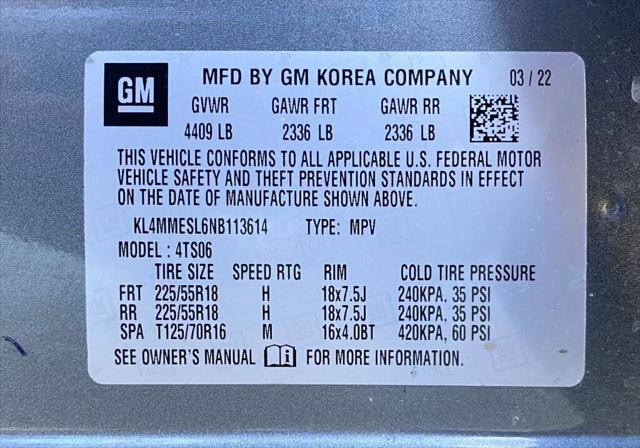 GM MFD BY GM KOREA COMPANY 03/22
GVWR GAWR FRT GAWR RR
4409 LB 2336 LB 2336 LB
THIS VEHICLE CONFORMS TO ALL APPLICABLE U.S. FEDERAL MOTOR
VEHICLE SAFETY AND THEFT PREVENTION STANDARDS IN EFFECT
ON THE DATE OF MANUFACTURE SHOWN ABOVE.
KL4MMESL6NB113614 TYPE: MPV
MODEL: 4TS06
TIRE SIZE SPEED RTG RIM COLD TIRE PRESSURE
FRT 225/55R18 H 18x7.5J 240KPA, 35 PSI
RR 225/55R18 H 18x7.5J 240KPA, 35 PSI
SPA T125/70R16 M 16x4.0BT 420KPA, 60 PSI
SEE OWNER'S MANUAL FOR MORE INFORMATION.